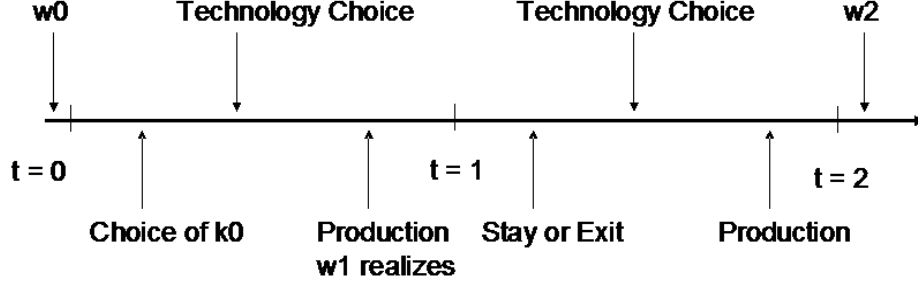 w0
Technology Choice
Technology Choice
w2
t = 0
t = 1
t = 2
Choice of k0
Production
w1 realizes
Stay or Exit
Production